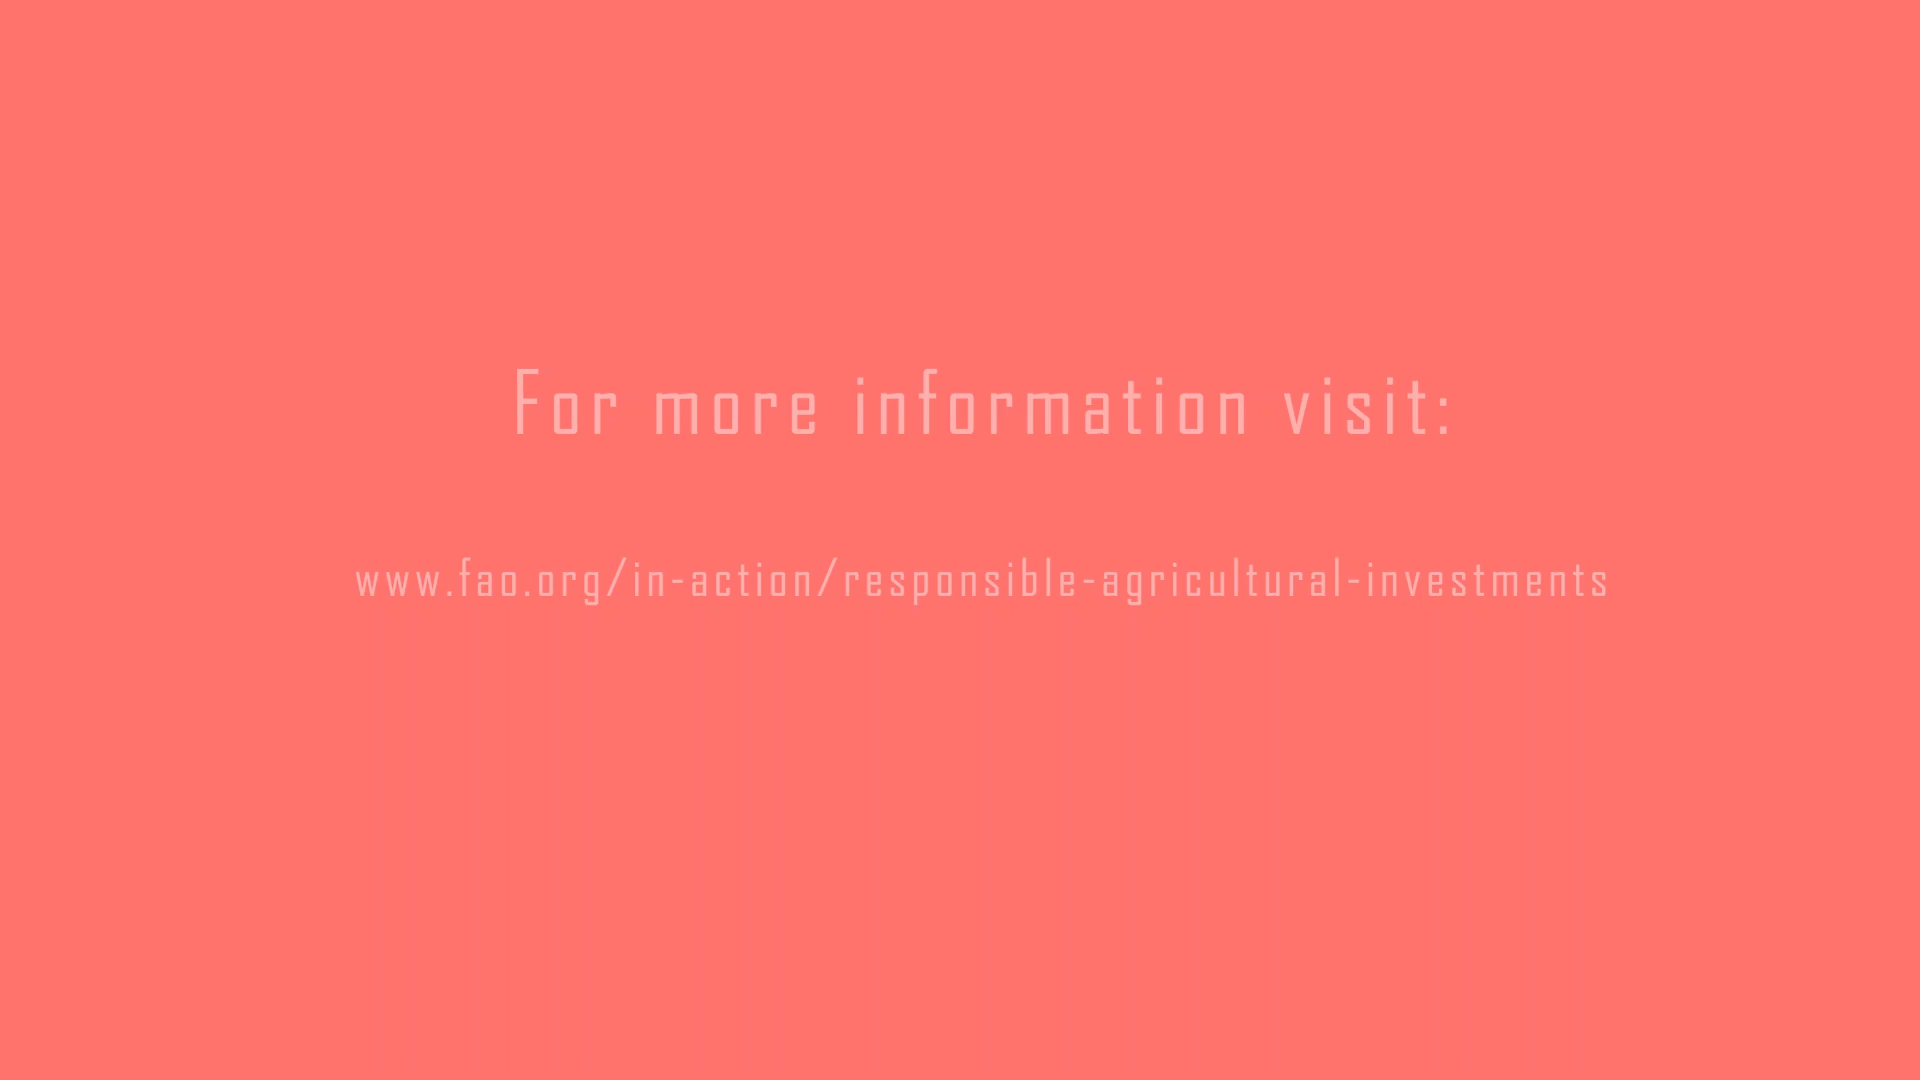 For more information visit:
www.fao.org/in-action/responsible-agricultural-investments